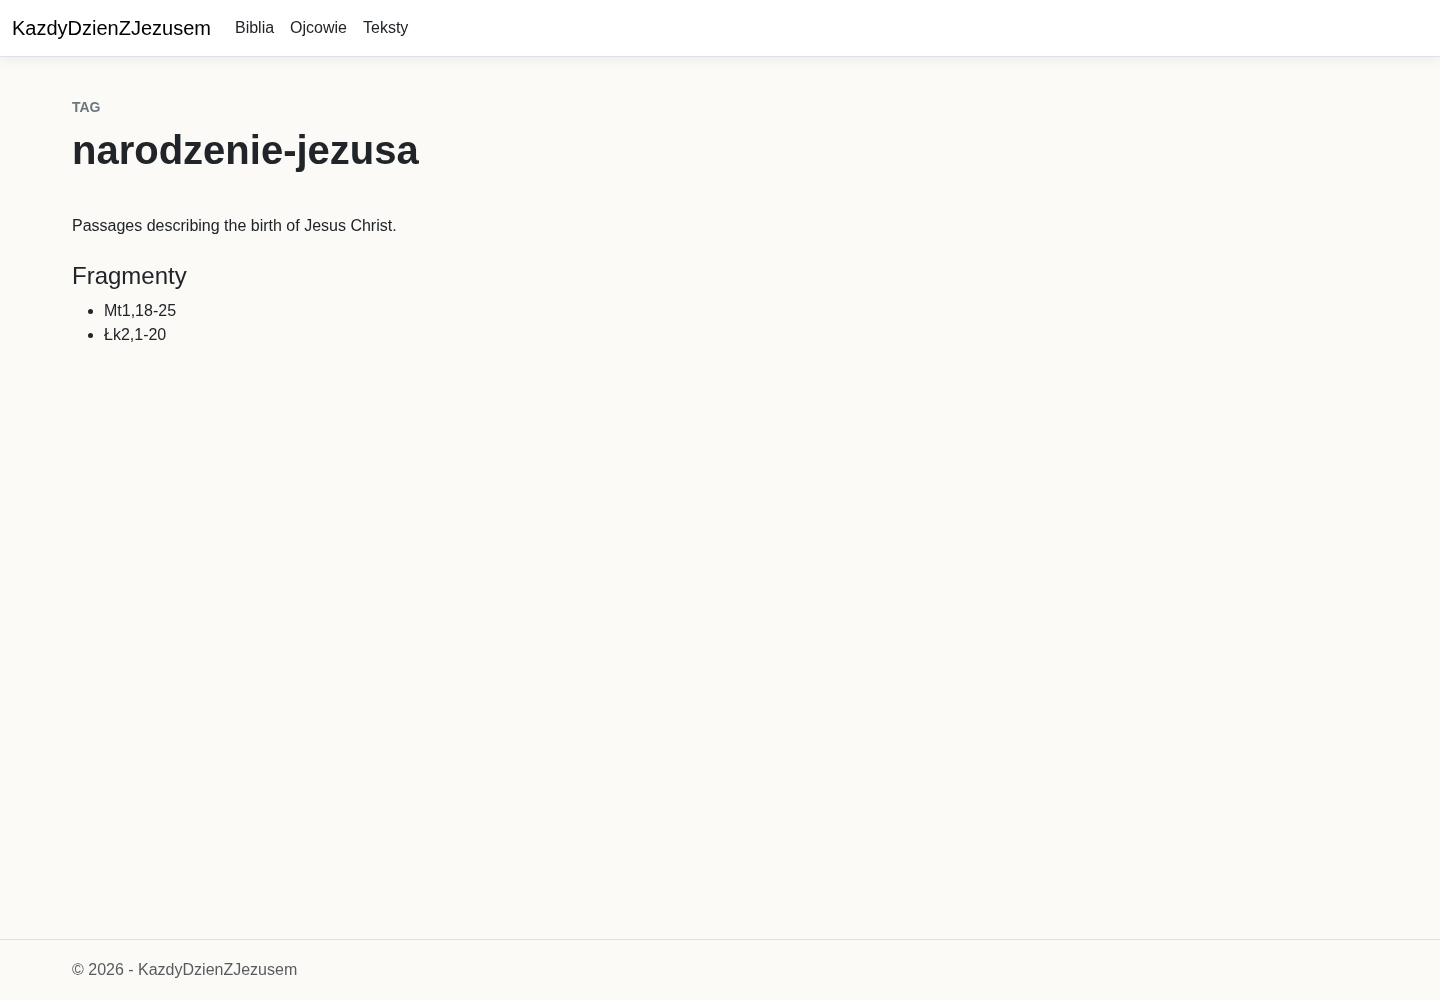 KazdyDzienZJezusem Biblia Ojcowie Teksty
TAG
narodzenie-jezusa
Passages describing the birth of Jesus Christ.
Fragmenty
Mt1,18-25
Łk2,1-20
© 2026 - KazdyDzienZJezusem